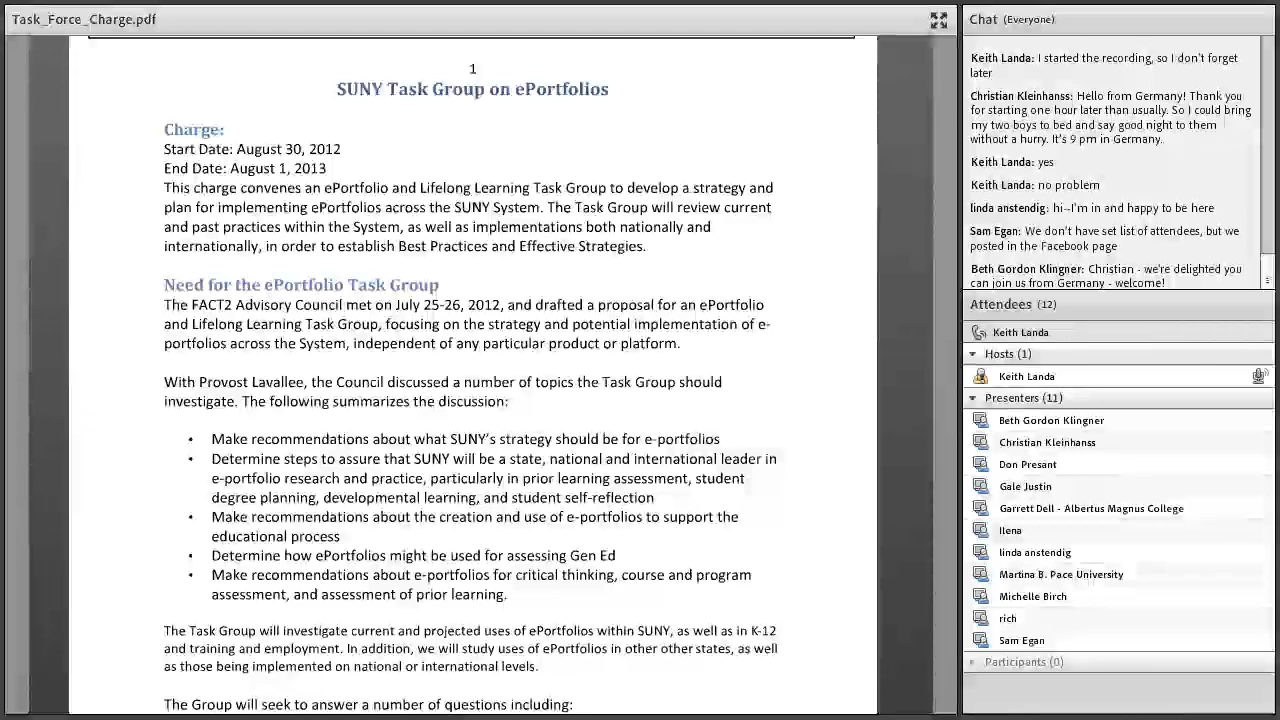 Task_Force_Charge.pdf
1
SUNY Task Group on ePortfolios
Charge:
Start Date: August 30, 2012
End Date: August 1, 2013
This charge convenes an ePortfolio and Lifelong Learning Task Group to develop a strategy and
plan for implementing ePortfolios across the SUNY System. The Task Group will review current
and past practices within the System, as well as implementations both nationally and
internationally, in order to establish Best Practices and Effective Strategies.
Need for the ePortfolio Task Group
The FACT2 Advisory Council met on July 25-26, 2012, and drafted a proposal for an ePortfolio
and Lifelong Learning Task Group, focusing on the strategy and potential implementation of e-
portfolios across the System, independent of any particular product or platform.
With Provost Lavallee, the Council discussed a number of topics the Task Group should
investigate. The following summarizes the discussion:
• Make recommendations about what SUNY's strategy should be for e-portfolios
• Determine steps to assure that SUNY will be a state, national and international leader in
e-portfolio research and practice, particularly in prior learning assessment, student
degree planning, developmental learning, and student self-reflection
• Make recommendations about the creation and use of e-portfolios to support the
educational process
• Determine how ePortfolios might be used for assessing Gen Ed
• Make recommendations about e-portfolios for critical thinking, course and program
assessment, and assessment of prior learning.
The Task Group will investigate current and projected uses of ePortfolios within SUNY, as well as in K-12
and training and employment. In addition, we will study uses of ePortfolios in other other states, as well
as those being implemented on national or international levels.
The Group will seek to answer a number of questions including:
Chat (Everyone)
Keith Landa: I started the recording, so I don't forget
later
Christian Kleinhanss: Hello from Germany! Thank you
for starting one hour later than usually. So I could bring
my two boys to bed and say good night to them
without a hurry. It's 9 pm in Germany.
Keith Landa: yes
Keith Landa: no problem
linda anstendig: hi--I'm in and happy to be here
Sam Egan: We don't have set list of attendees, but we
posted in the Facebook page
Beth Gordon Klingner: Christian - we're delighted you
can join us from Germany - welcome!
Attendees (12)
Keith Landa
Hosts (1)
Keith Landa
Presenters (11)
Beth Gordon Klingner
Christian Kleinhanss
Don Presant
Gale Justin
Garrett Dell - Albertus Magnus College
Ilena
linda anstendig
Martina B. Pace University
Michelle Birch
rich
Sam Egan
Participants (0)